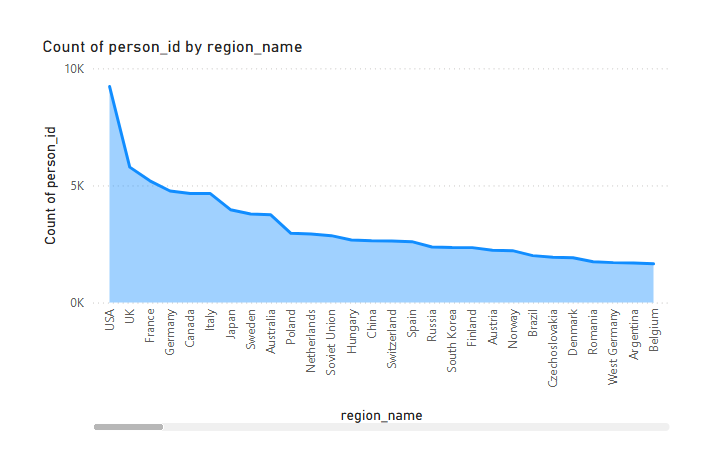 Count of person_id by region_name
10K
5K
0K
Count of person_id
USA
UK
France
Germany
Canada
Italy
Japan
Sweden
Australia
Poland
Netherlands
Soviet Union
Hungary
China
Switzerland
Spain
Russia
South Korea
Finland
Austria
Norway
Brazil
Czechoslovakia
Denmark
Romania
West Germany
Argentina
Belgium
region_name